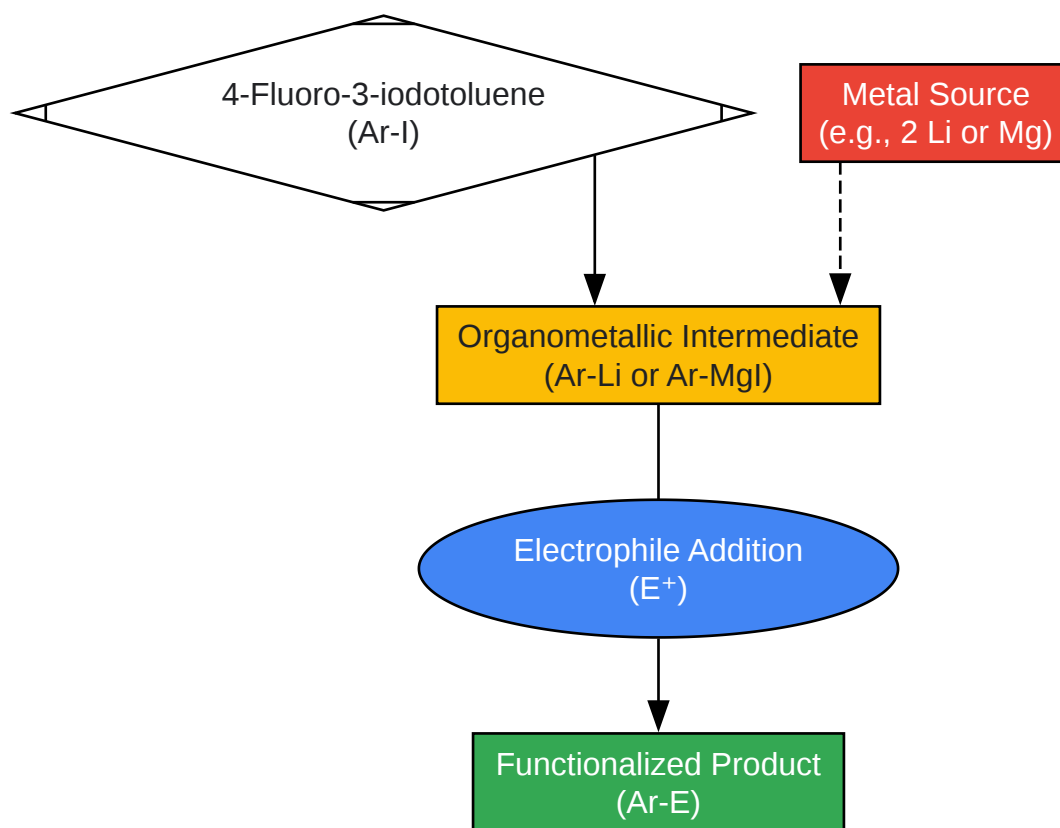 4-Fluoro-3-iodotoluene
(Ar-I)
Metal Source
(e.g., 2 Li or Mg)
Organometallic Intermediate
(Ar-Li or Ar-MgI)
Electrophile Addition
(E⁺)
Functionalized Product
(Ar-E)